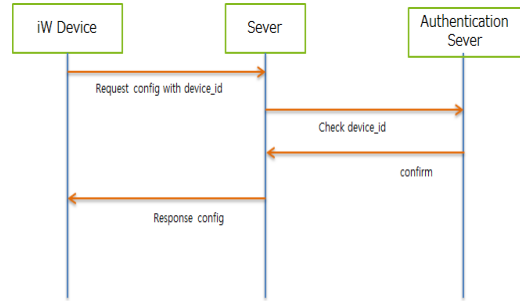 iW Device
Sever
Authentication
Sever
Request config with device_id
Check device_id
confirm
Response config